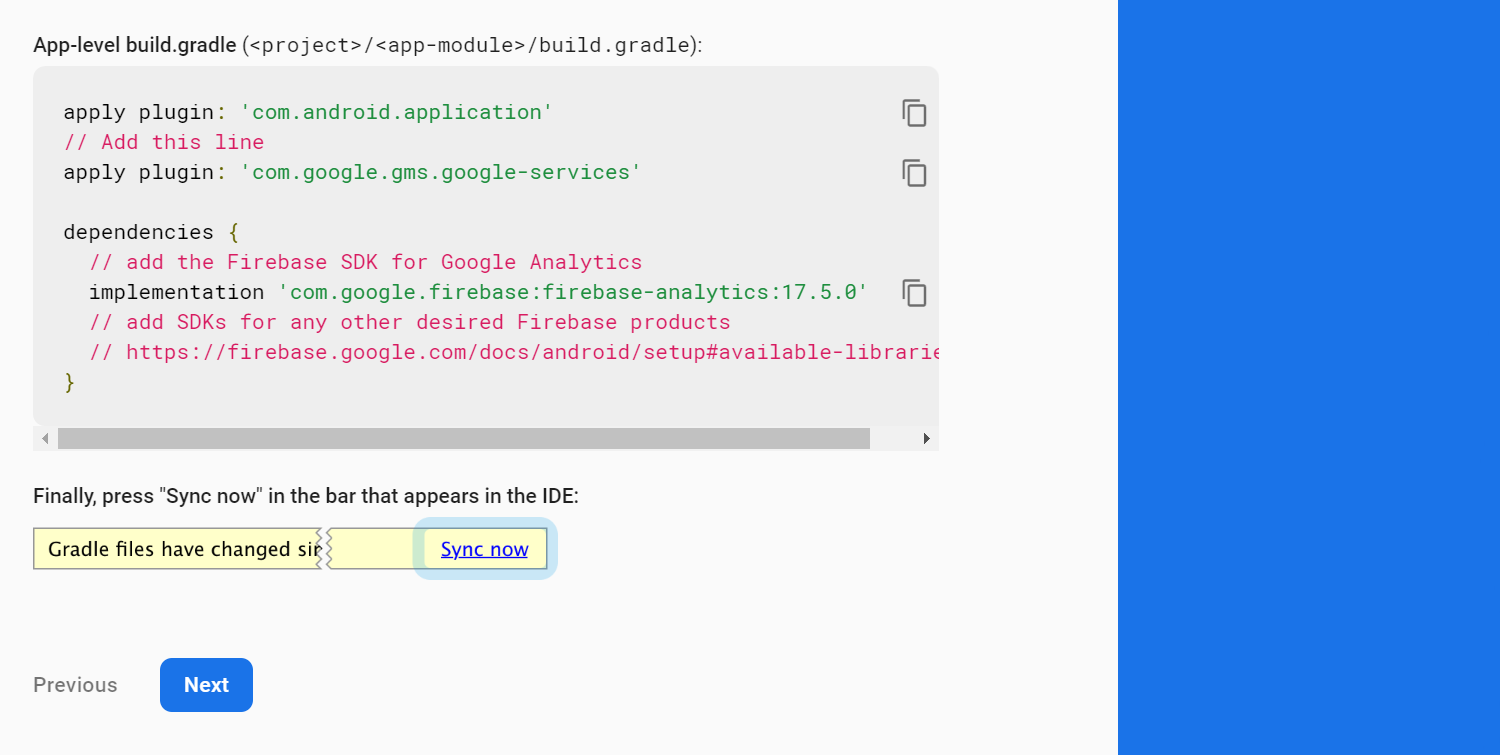 App-level build.gradle (<project>/<app-module>/build.gradle):
apply plugin: 'com.android.application'
// Add this line
apply plugin: 'com.google.gms.google-services'
dependencies {
// add the Firebase SDK for Google Analytics
implementation 'com.google.firebase:firebase-analytics:17.5.0'
// add SDKs for any other desired Firebase products
// https://firebase.google.com/docs/android/setup#available-librarie
}
Finally, press "Sync now" in the bar that appears in the IDE:
Gradle files have changed sin Sync now
Previous Next